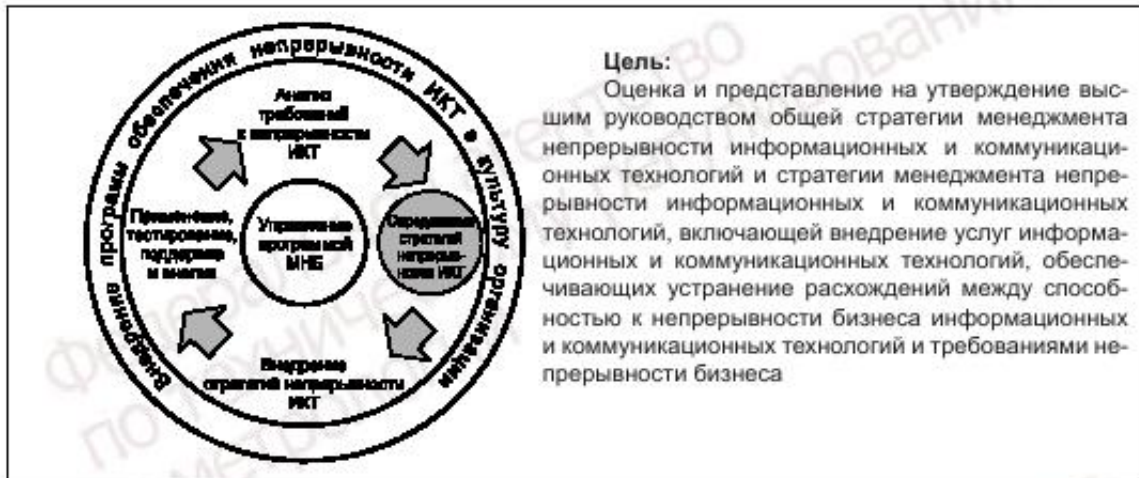 Внедрение программы обеспечения непрерывности ИКТ в культуру организации
Анализ
требований
к непрерывности
ИКТ
Применение,
тестирование,
поддержка
и анализ
Управление
программой
МНБ
Определение
стратегий
непрерыв-
ности ИКТ
Внедрение
стратегий непрерывности
ИКТ
Цель:
Оценка и представление на утверждение выс-
шим руководством общей стратегии менеджмента
непрерывности информационных и коммуникаци-
онных технологий и стратегии менеджмента непре-
рывности информационных и коммуникационных
технологий, включающей внедрение услуг информа-
ционных и коммуникационных технологий, обеспе-
чивающих устранение расхождений между способ-
ностью к непрерывности бизнеса информационных
и коммуникационных технологий и требованиями не-
прерывности бизнеса